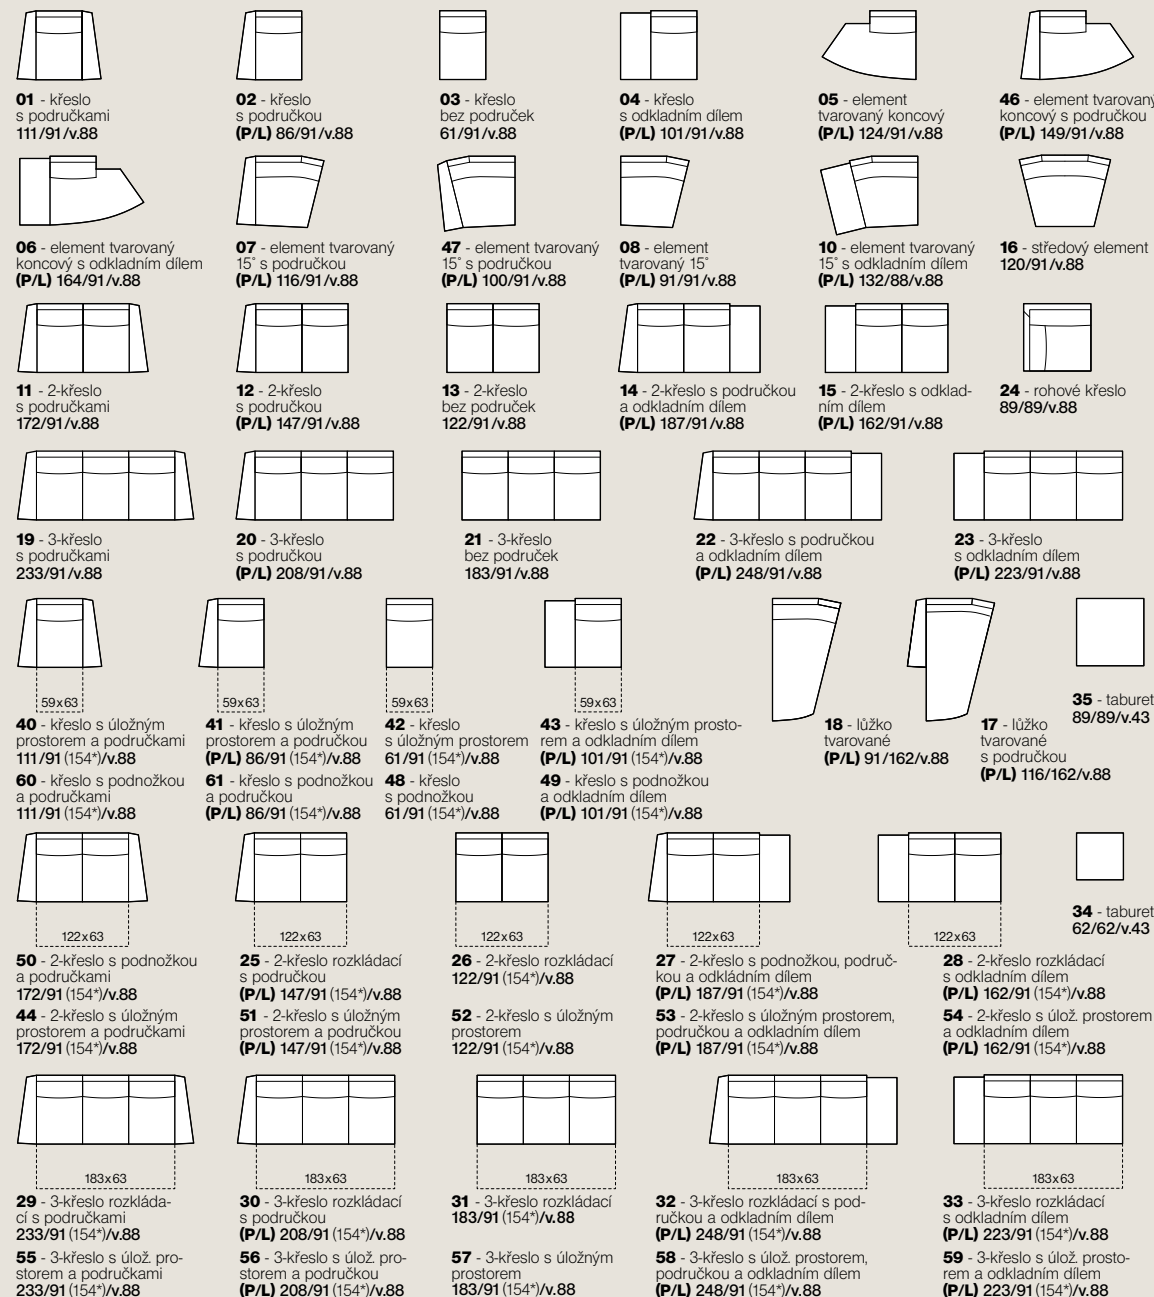 01 - křeslo
s područkami
111/91/v.88
02 - křeslo
s područkou
(P/L) 86/91/v.88
03 - křeslo
bez područek
61/91/v.88
04 - křeslo
s odkladním dílem
(P/L) 101/91/v.88
05 - element
tvarovaný koncový
(P/L) 124/91/v.88
46 - element tvarovaný
koncový s područkou
(P/L) 149/91/v.88
06 - element tvarovaný
koncový s odkladním dílem
(P/L) 164/91/v.88
07 - element tvarovaný
15° s područkou
(P/L) 116/91/v.88
47 - element tvarovaný
15° s područkou
(P/L) 100/91/v.88
08 - element
tvarovaný 15°
(P/L) 91/91/v.88
10 - element tvarovaný
15° s odkladním dílem
(P/L) 132/88/v.88
16 - středový element
120/91/v.88
11 - 2-křeslo
s područkami
172/91/v.88
12 - 2-křeslo
s područkou
(P/L) 147/91/v.88
13 - 2-křeslo
bez područek
122/91/v.88
14 - 2-křeslo s područkou
a odkladním dílem
(P/L) 187/91/v.88
15 - 2-křeslo s odklad-
ním dílem
(P/L) 162/91/v.88
24 - rohové křeslo
89/89/v.88
19 - 3-křeslo
s područkami
233/91/v.88
20 - 3-křeslo
s područkou
(P/L) 208/91/v.88
21 - 3-křeslo
bez područek
183/91/v.88
22 - 3-křeslo s područkou
a odkladním dílem
(P/L) 248/91/v.88
23 - 3-křeslo
s odkladním dílem
(P/L) 223/91/v.88
59x63
40 - křeslo s úložným
prostorem a područkami
111/91 (154*)/v.88
60 - křeslo s podnožkou
a područkami
111/91 (154*)/v.88
59x63
41 - křeslo s úložným
prostorem a područkou
(P/L) 86/91 (154*)/v.88
61 - křeslo s podnožkou
a područkou
(P/L) 86/91 (154*)/v.88
59x63
42 - křeslo
s úložným prostorem
61/91 (154*)/v.88
48 - křeslo
s podnožkou
61/91 (154*)/v.88
59x63
43 - křeslo s úložným prosto-
rem a odkladním dílem
(P/L) 101/91 (154*)/v.88
49 - křeslo s podnožkou
a odkladním dílem
(P/L) 101/91 (154*)/v.88
18 - lůžko
tvarované
(P/L) 91/162/v.88
17 - lůžko
tvarované
s područkou
(P/L) 116/162/v.88
35 - taburet
89/89/v.43
122x63
50 - 2-křeslo s podnožkou
a područkami
172/91 (154*)/v.88
44 - 2-křeslo s úložným
prostorem a područkami
172/91 (154*)/v.88
122x63
25 - 2-křeslo rozkládací
s područkou
(P/L) 147/91 (154*)/v.88
51 - 2-křeslo s úložným
prostorem a područkou
(P/L) 147/91 (154*)/v.88
122x63
26 - 2-křeslo rozkládací
122/91 (154*)/v.88
52 - 2-křeslo s úložným
prostorem
122/91 (154*)/v.88
122x63
27 - 2-křeslo s podnožkou, područ-
kou a odkládním dílem
(P/L) 187/91 (154*)/v.88
53 - 2-křeslo s úložným prostorem,
područkou a odkladním dílem
(P/L) 187/91 (154*)/v.88
122x63
28 - 2-křeslo rozkládací
s odkladním dílem
(P/L) 162/91 (154*)/v.88
54 - 2-křeslo s úlož. prostorem
a odkladním dílem
(P/L) 162/91 (154*)/v.88
34 - taburet
62/62/v.43
183x63
29 - 3-křeslo rozkláda-
cí s područkami
233/91 (154*)/v.88
55 - 3-křeslo s úlož. pro-
storem a područkami
233/91 (154*)/v.88
183x63
30 - 3-křeslo rozkládací
s područkou
(P/L) 208/91 (154*)/v.88
56 - 3-křeslo s úlož. pro-
storem a područkou
(P/L) 208/91 (154*)/v.88
183x63
31 - 3-křeslo rozkládací
183/91 (154*)/v.88
57 - 3-křeslo s úložným
prostorem
183/91 (154*)/v.88
183x63
32 - 3-křeslo rozkládací s pod-
ručkou a odkladním dílem
(P/L) 248/91 (154*)/v.88
58 - 3-křeslo s úlož. prostorem,
područkou a odkladním dílem
(P/L) 248/91 (154*)/v.88
183x63
33 - 3-křeslo rozkládací
s odkladním dílem
(P/L) 223/91 (154*)/v.88
59 - 3-křeslo s úlož. prosto-
rem a odkladním dílem
(P/L) 223/91 (154*)/v.88